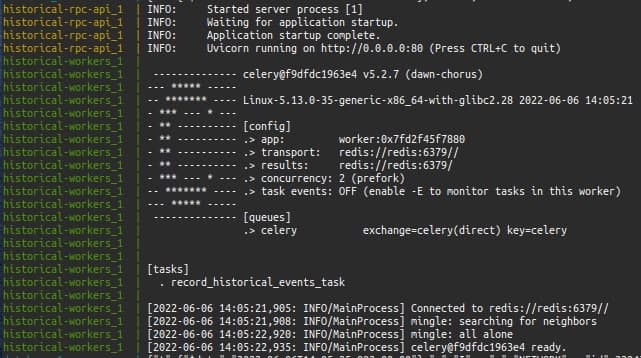 historical-rpc-api_1 | INFO: Started server process [1]
historical-rpc-api_1 | INFO: Waiting for application startup.
historical-rpc-api_1 | INFO: Application startup complete.
historical-rpc-api_1 | INFO: Uvicorn running on http://0.0.0.0:80 (Press CTRL+C to quit)
historical-workers_1 |
historical-workers_1 | -------------- celery@f9dfdc1963e4 v5.2.7 (dawn-chorus)
historical-workers_1 | --- ***** -----
historical-workers_1 | -- ******* ---- Linux-5.13.0-35-generic-x86_64-with-glibc2.28 2022-06-06 14:05:21
historical-workers_1 | - *** --- * ---
historical-workers_1 | - ** ---------- [config]
historical-workers_1 | - ** ---------- .> app: worker:0x7fd2f45f7880
historical-workers_1 | - ** ---------- .> transport: redis://redis:6379//
historical-workers_1 | - ** ---------- .> results: redis://redis:6379/
historical-workers_1 | - *** --- * --- .> concurrency: 2 (prefork)
historical-workers_1 | -- ******* ---- .> task events: OFF (enable -E to monitor tasks in this worker)
historical-workers_1 | --- ***** -----
historical-workers_1 | -------------- [queues]
historical-workers_1 | .> celery exchange=celery(direct) key=celery
historical-workers_1 |
historical-workers_1 |
historical-workers_1 | [tasks]
historical-workers_1 | . record_historical_events_task
historical-workers_1 |
historical-workers_1 | [2022-06-06 14:05:21,905: INFO/MainProcess] Connected to redis://redis:6379//
historical-workers_1 | [2022-06-06 14:05:21,908: INFO/MainProcess] mingle: searching for neighbors
historical-workers_1 | [2022-06-06 14:05:22,920: INFO/MainProcess] mingle: all alone
historical-workers_1 | [2022-06-06 14:05:22,935: INFO/MainProcess] celery@f9dfdc1963e4 ready.